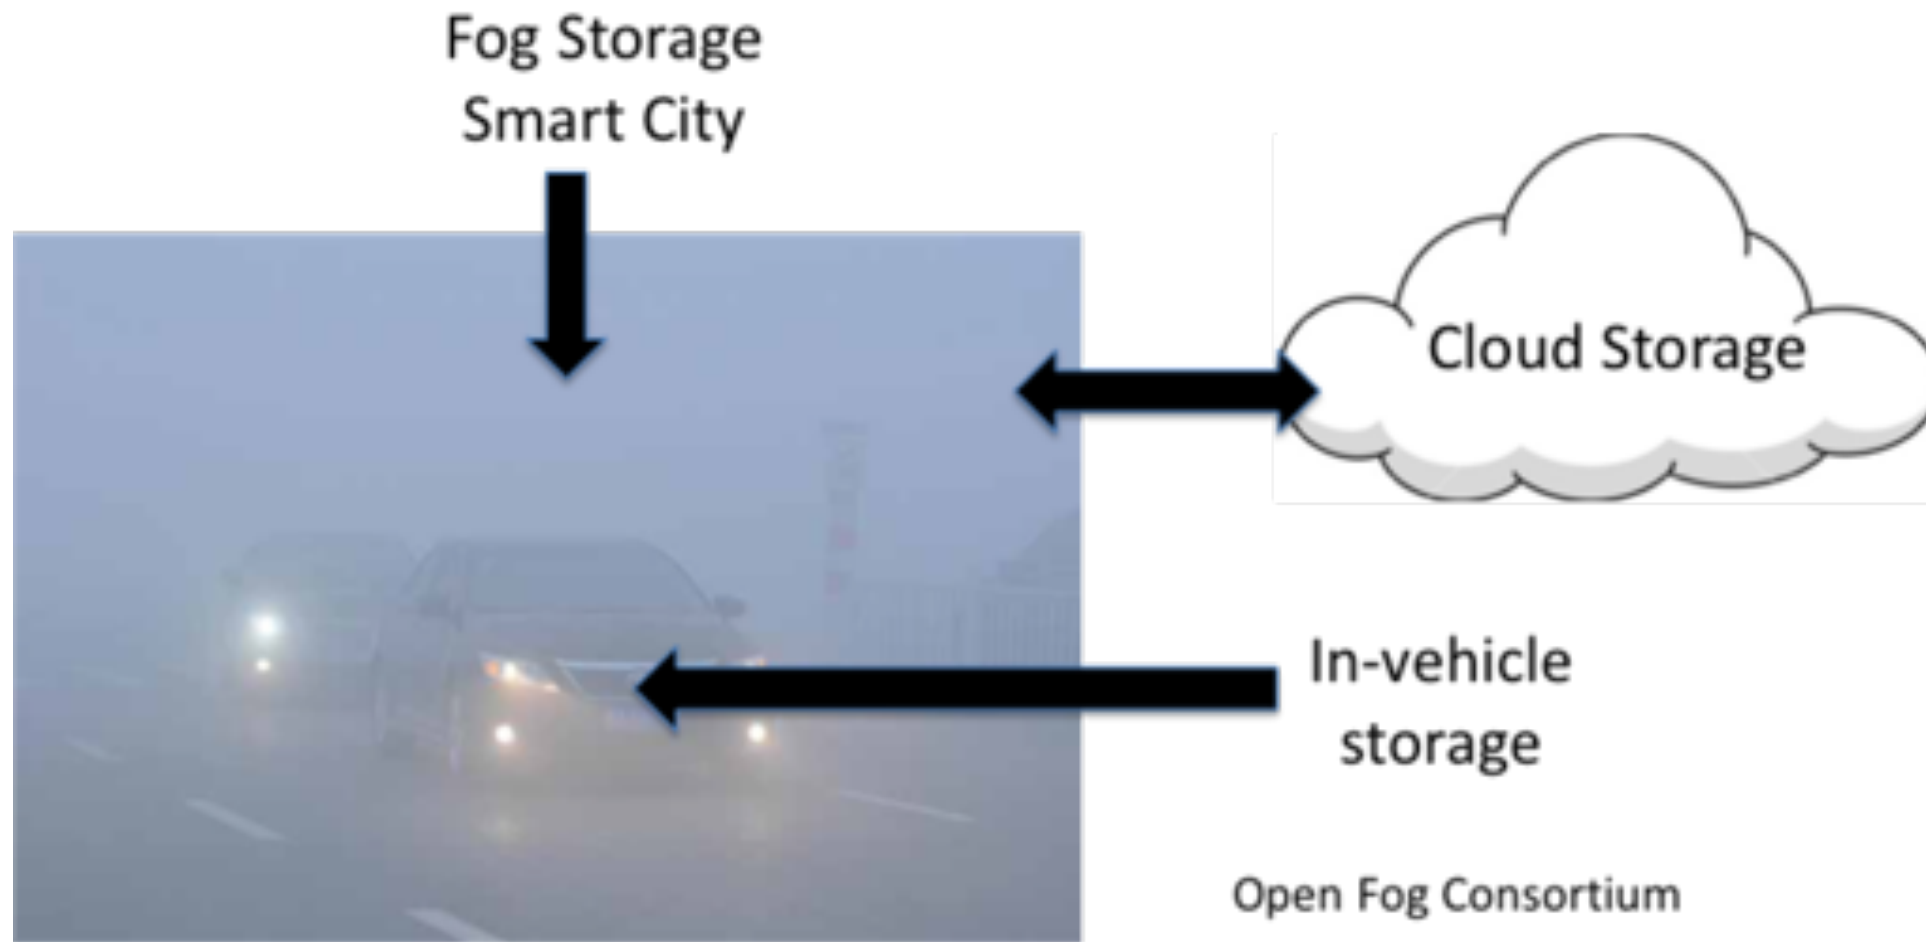 Fog Storage
Smart City
Cloud Storage
In-vehicle
storage
Open Fog Consortium